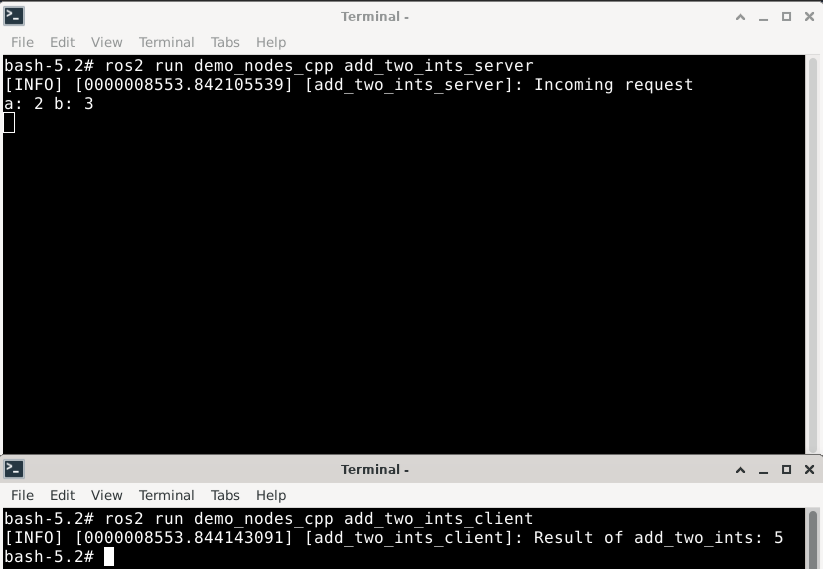 Terminal -
File Edit View Terminal Tabs Help
bash-5.2# ros2 run demo_nodes_cpp add_two_ints_server
[INFO] [0000008553.842105539] [add_two_ints_server]: Incoming request
a: 2 b: 3
Terminal -
File Edit View Terminal Tabs Help
bash-5.2# ros2 run demo_nodes_cpp add_two_ints_client
[INFO] [0000008553.844143091] [add_two_ints_client]: Result of add_two_ints: 5
bash-5.2#